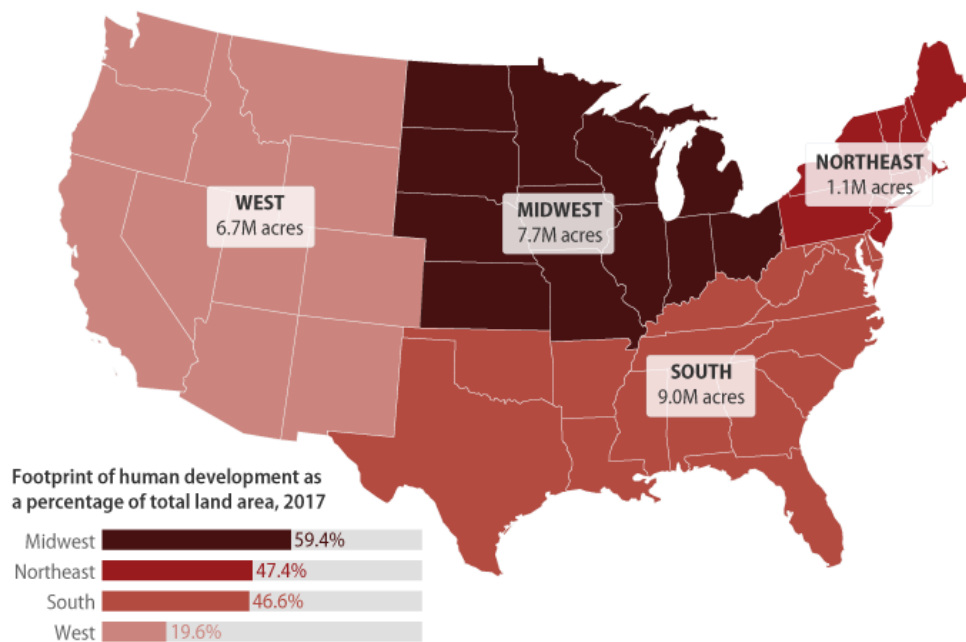 NORTHEAST
1.1M acres
WEST
6.7M acres
MIDWEST
7.7M acres
SOUTH
9.0M acres
Footprint of human development as
a percentage of total land area, 2017
Midwest 59.4%
Northeast 47.4%
South 46.6%
West 19.6%